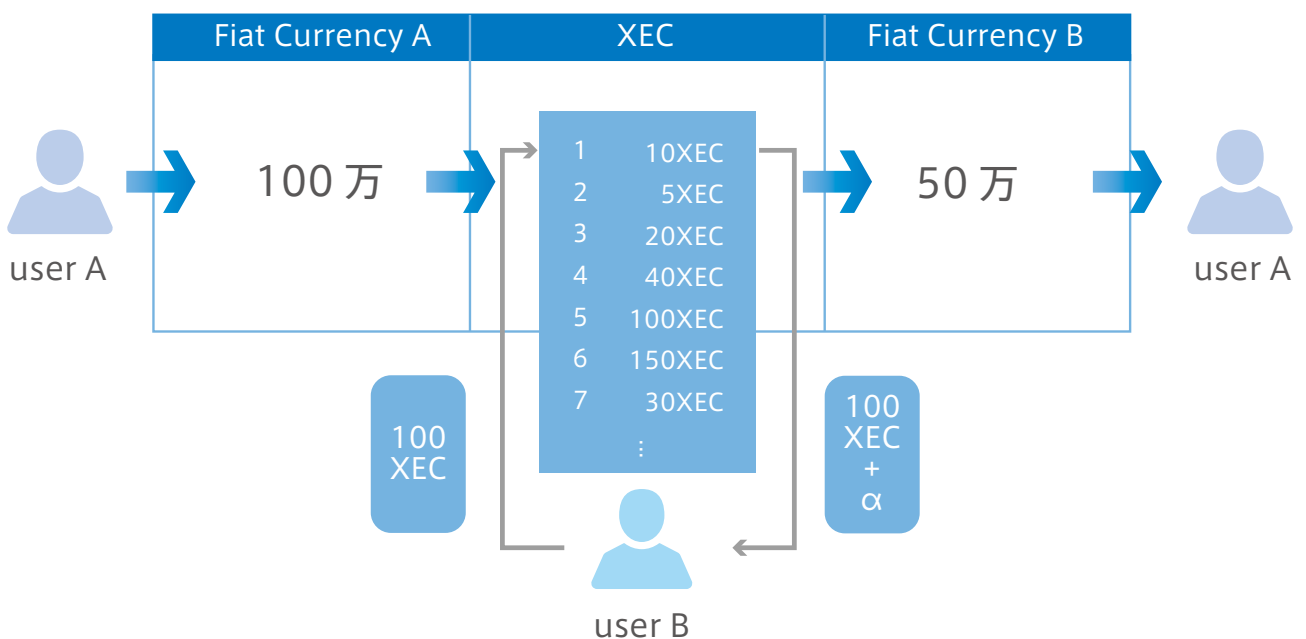 Fiat Currency A
XEC
Fiat Currency B
user A
100 万
1 10XEC
2 5XEC
3 20XEC
4 40XEC
5 100XEC
6 150XEC
7 30XEC
⋮
50 万
user A
100
XEC
100
XEC
+
α
user B